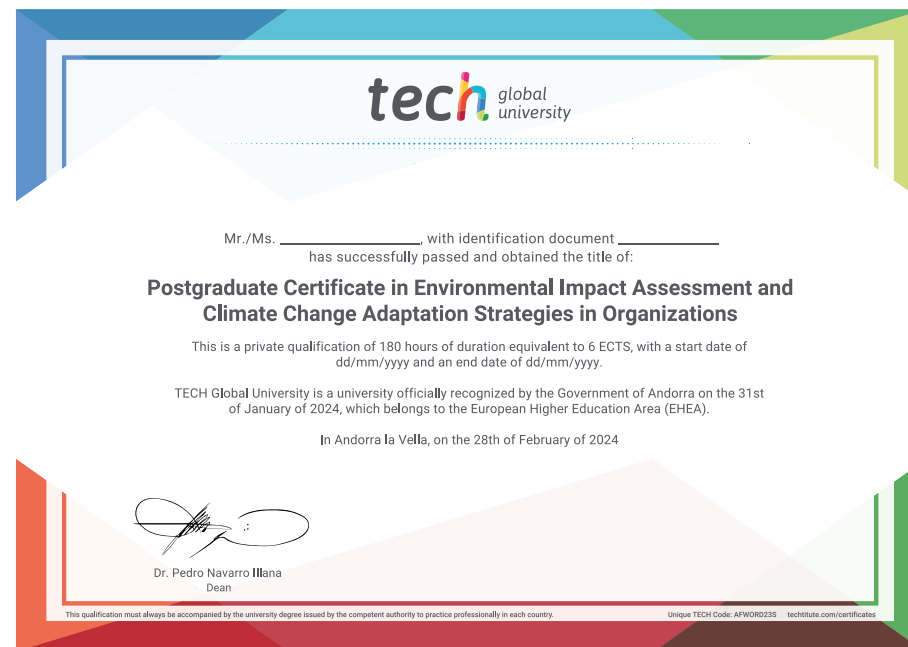 tech global university
Mr./Ms. ____________________, with identification document ______________
has successfully passed and obtained the title of:
Postgraduate Certificate in Environmental Impact Assessment and
Climate Change Adaptation Strategies in Organizations
This is a private qualification of 180 hours of duration equivalent to 6 ECTS, with a start date of
dd/mm/yyyy and an end date of dd/mm/yyyy.
TECH Global University is a university officially recognized by the Government of Andorra on the 31st
of January of 2024, which belongs to the European Higher Education Area (EHEA).
In Andorra la Vella, on the 28th of February of 2024
Dr. Pedro Navarro Illana
Dean
This qualification must always be accompanied by the university degree issued by the competent authority to practice professionally in each country.
Unique TECH Code: AFWORD23S techtitute.com/certificates